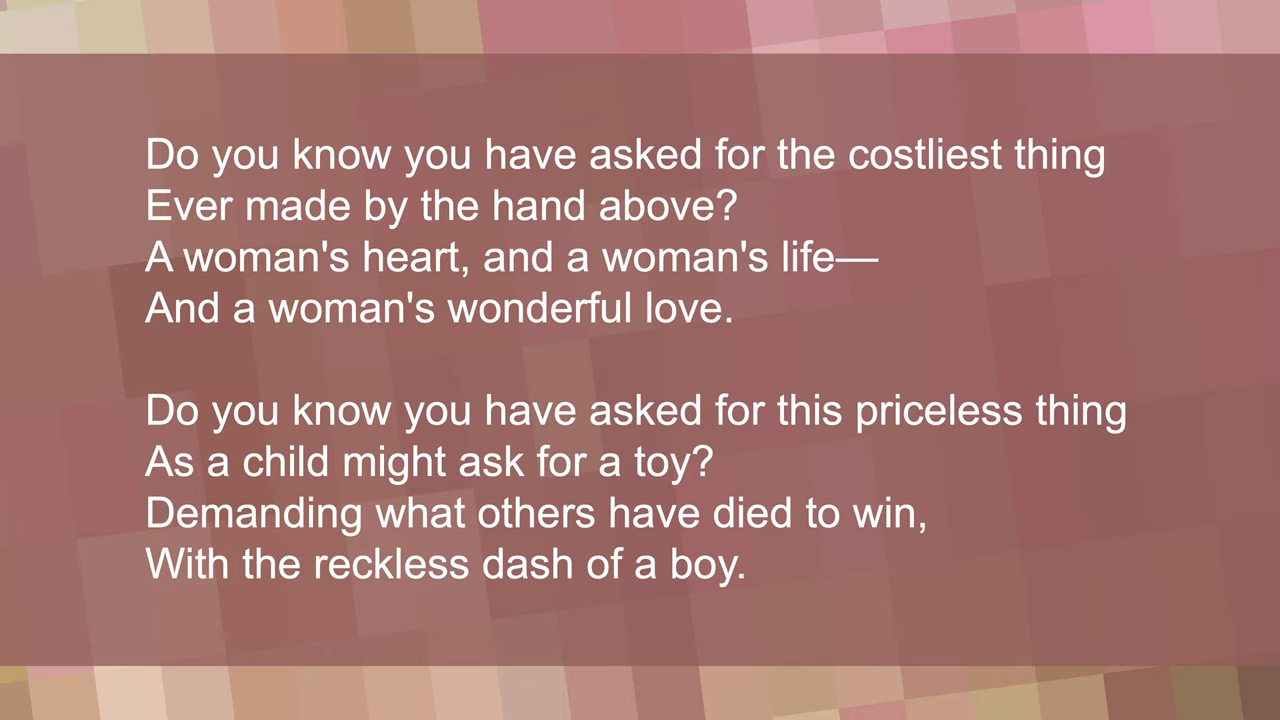 Do you know you have asked for the costliest thing
Ever made by the hand above?
A woman's heart, and a woman's life—
And a woman's wonderful love.

Do you know you have asked for this priceless thing
As a child might ask for a toy?
Demanding what others have died to win,
With the reckless dash of a boy.